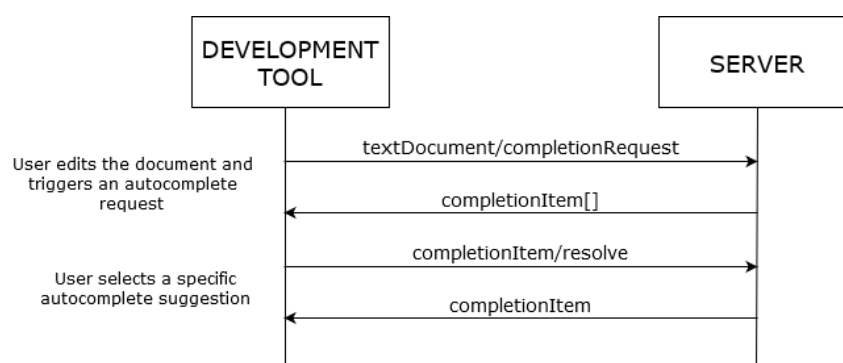 DEVELOPMENT
TOOL
SERVER
textDocument/completionRequest
User edits the document and
triggers an autocomplete
request
completionItem[]
completionItem/resolve
User selects a specific
autocomplete suggestion
completionItem